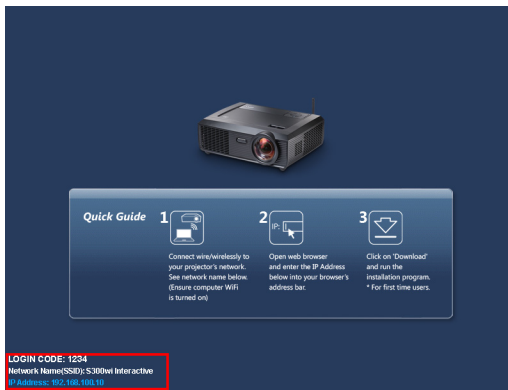 Quick Guide
1
2
3
IP:
Connect wire/wirelessly to
your projector's network.
See network name below.
(Ensure computer WiFi
is turned on)
Open web browser
and enter the IP Address
below into your browser's
address bar.
Click on 'Download'
and run the
installation program.
* For first time users.
LOGIN CODE: 1234
Network Name(SSID): S300wi Interactive
IP Address: 192.168.100.10